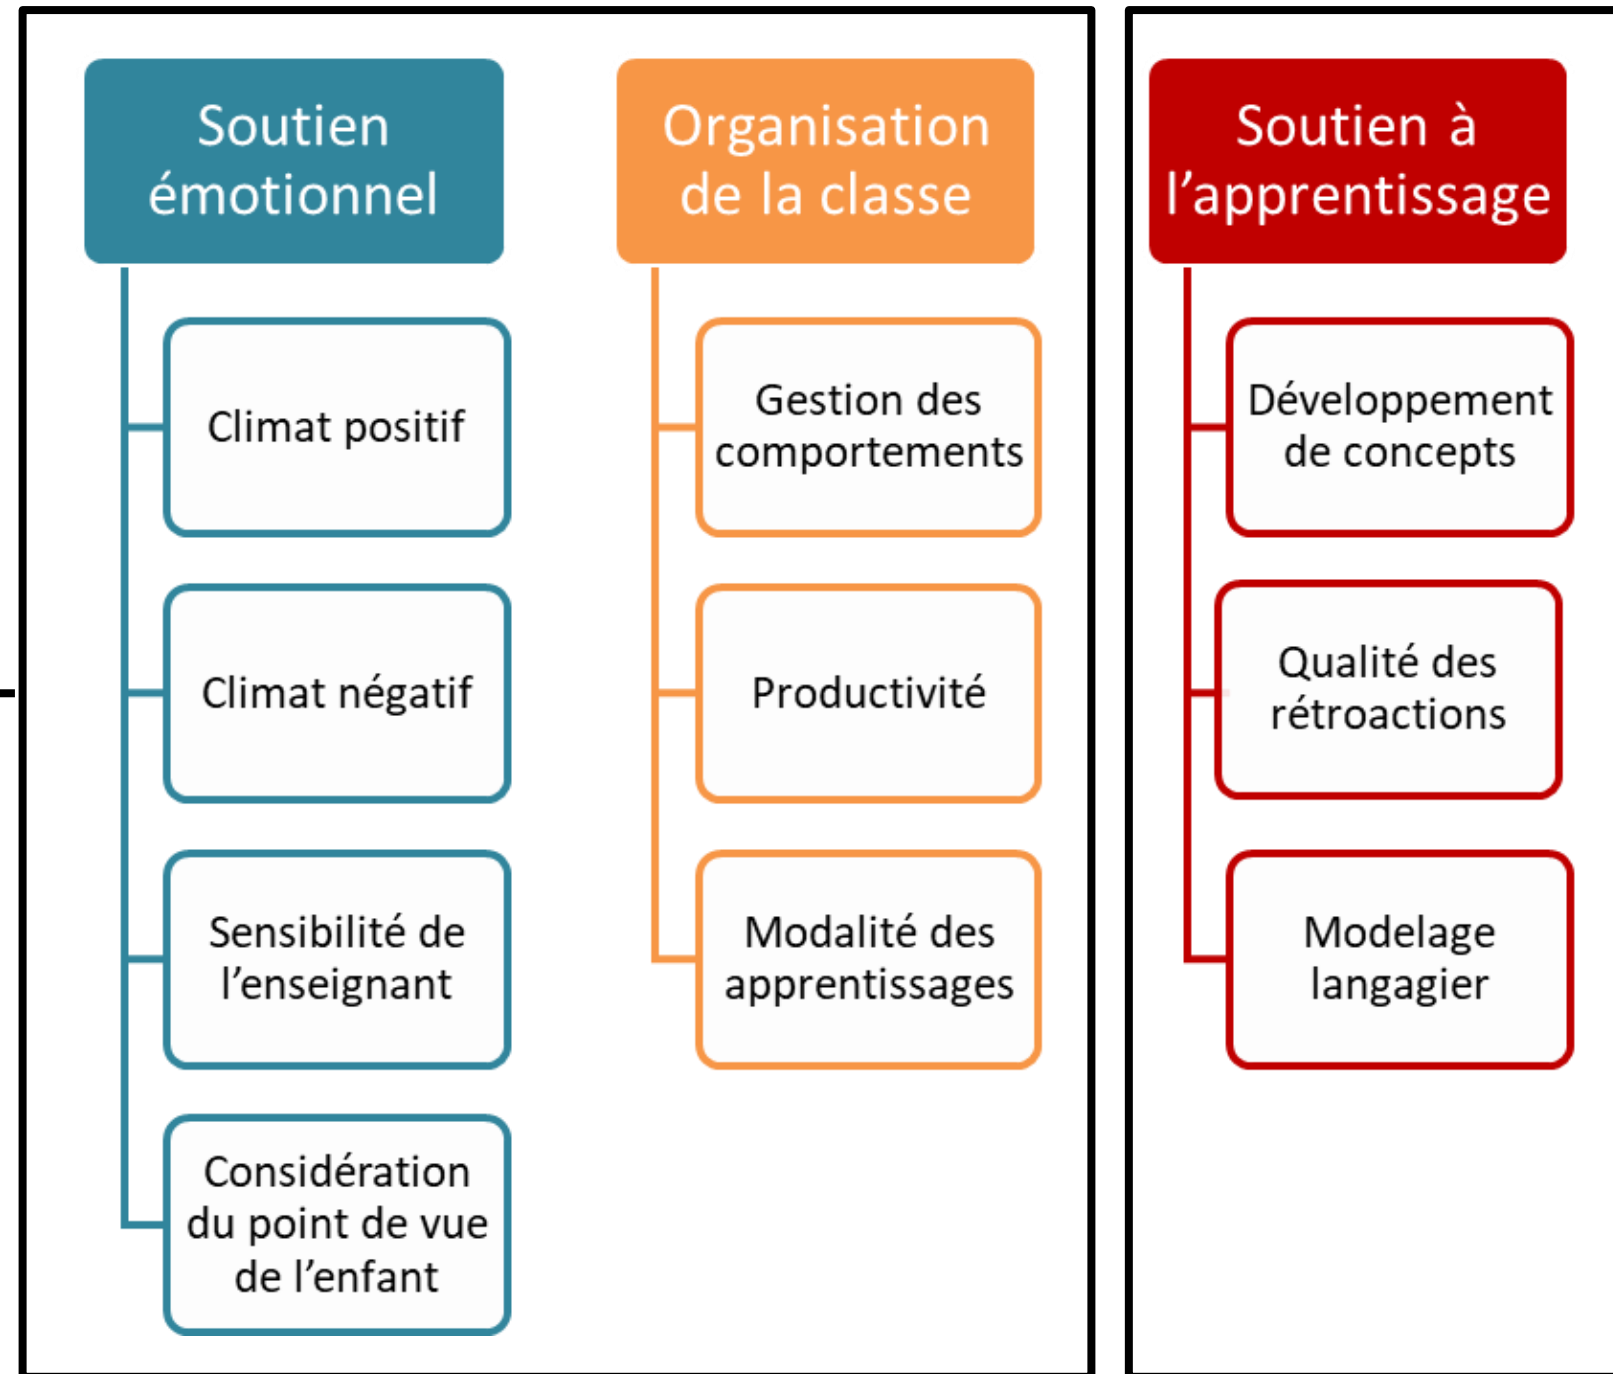 Soutien
émotionnel
Climat positif
Climat négatif
Sensibilité de
l’enseignant
Considération
du point de vue
de l’enfant
Organisation
de la classe
Gestion des
comportements
Productivité
Modalité des
apprentissages
Soutien à
l’apprentissage
Développement
de concepts
Qualité des
rétroactions
Modelage
langagier